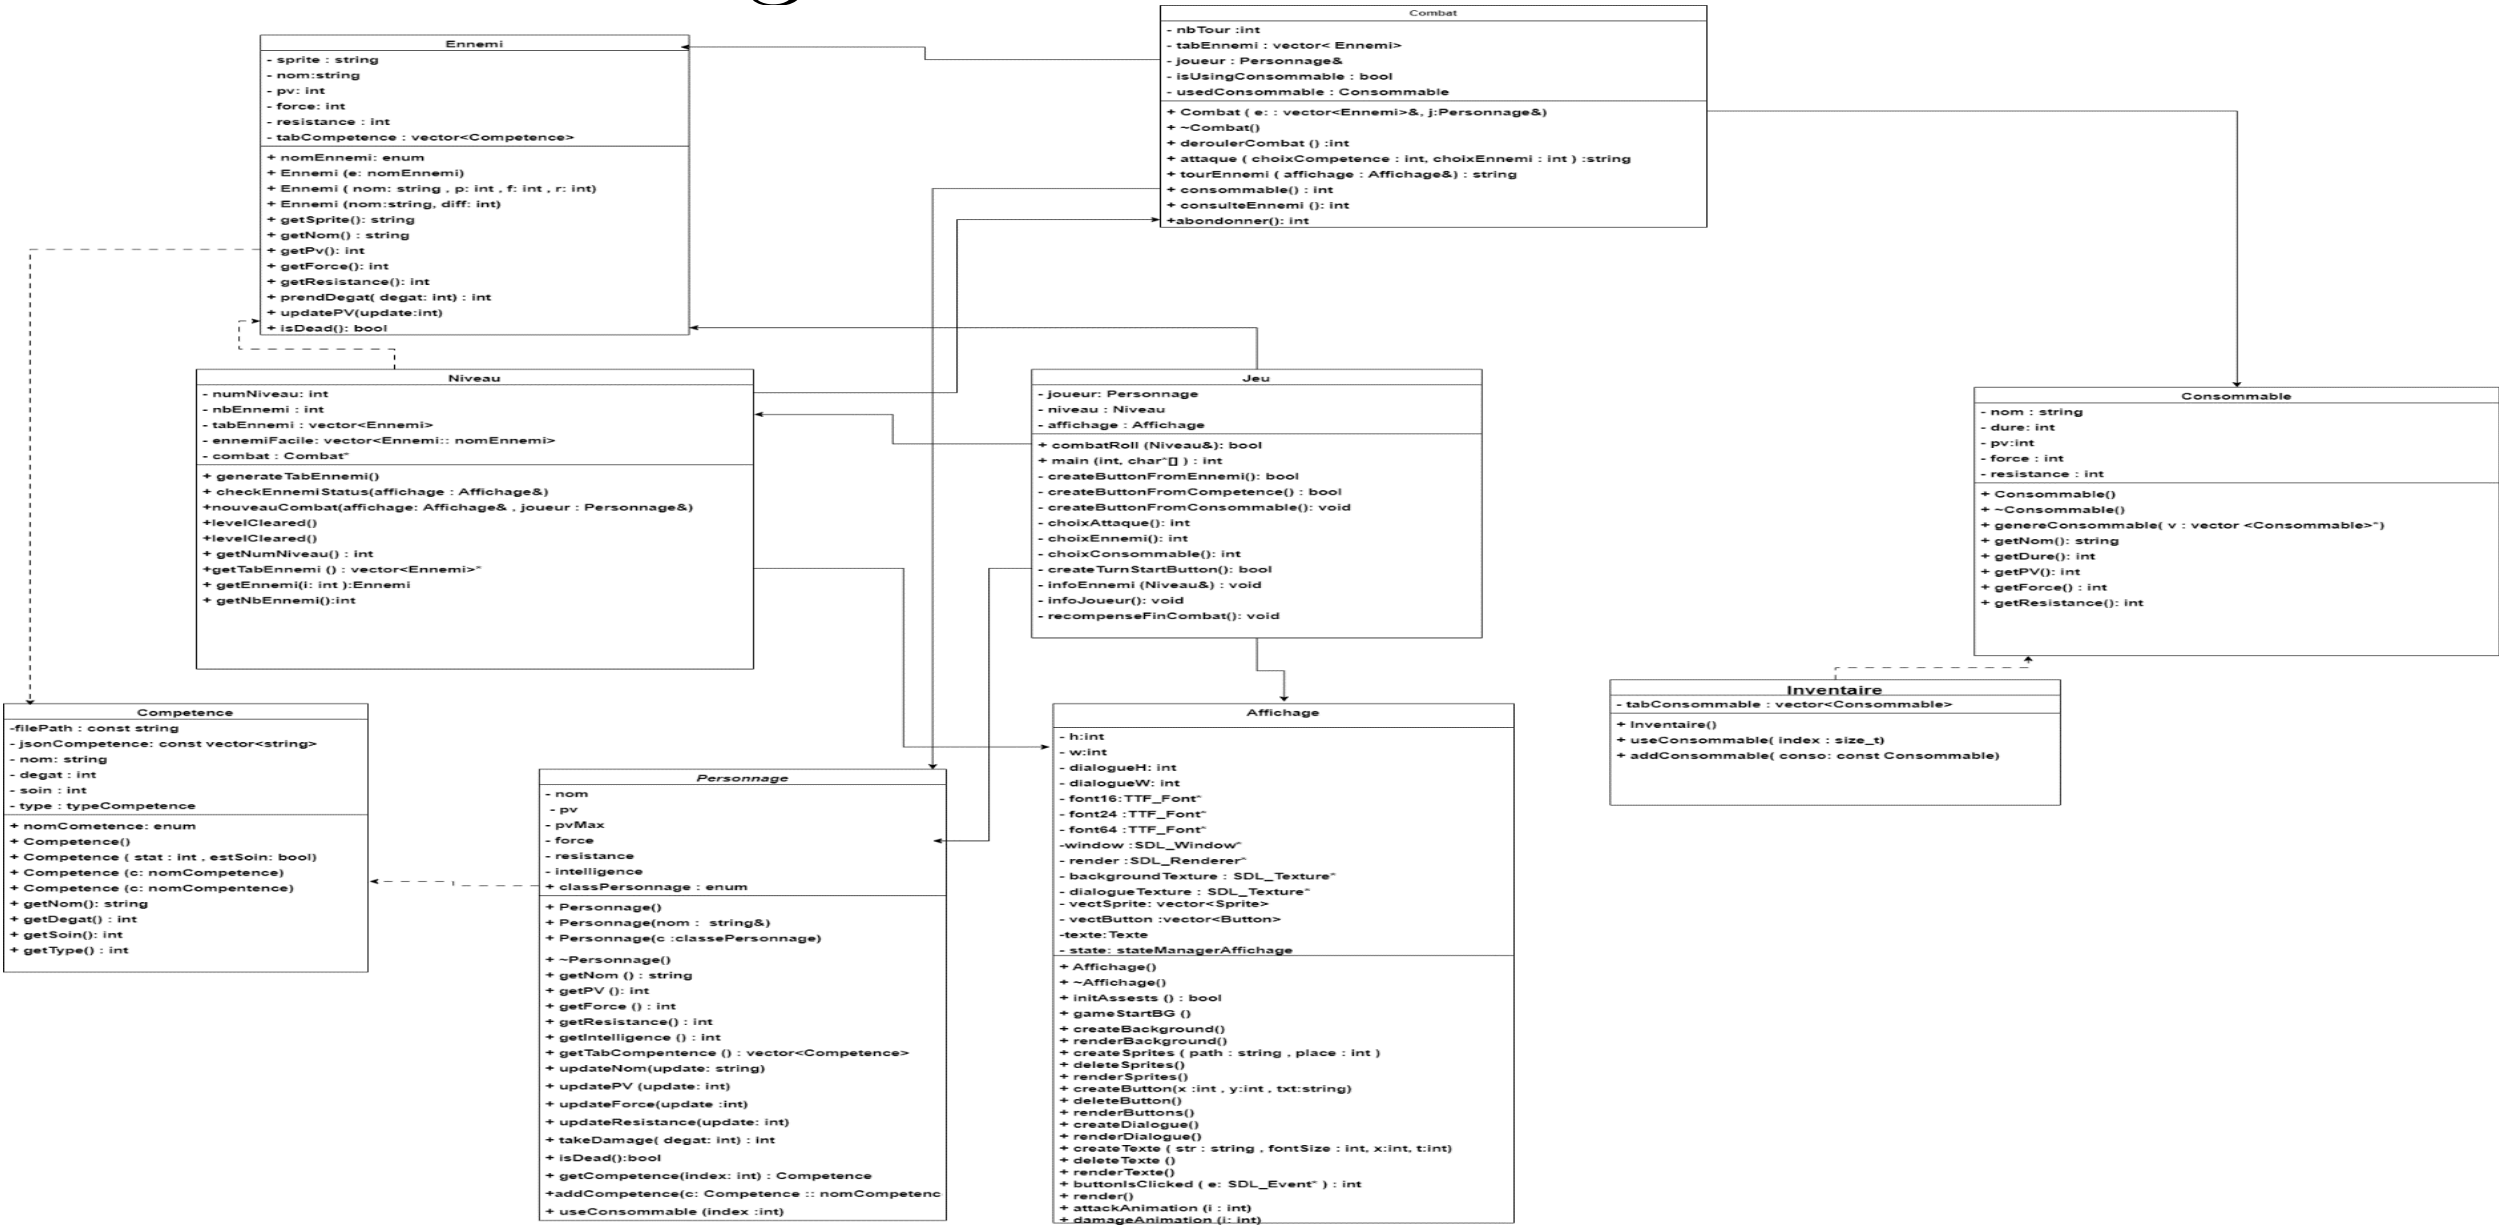 Combat
- nbTour :int
- tabEnnemi : vector< Ennemi>
- joueur : Personnage&
- isUsingConsommable : bool
- usedConsommable : Consommable
+ Combat ( e: : vector<Ennemi>&, j:Personnage&)
+ ~Combat()
+ deroulerCombat () :int
+ attaque ( choixCompetence : int, choixEnnemi : int ) :string
+ tourEnnemi ( affichage : Affichage&) : string
+ consommable() : int
+ consulteEnnemi (): int
+abondonner(): int
Ennemi
- sprite : string
- nom:string
- pv: int
- force: int
- resistance : int
- tabCompetence : vector<Competence>
+ nomEnnemi: enum
+ Ennemi (e: nomEnnemi)
+ Ennemi ( nom: string , p: int , f: int , r: int)
+ Ennemi (nom:string, diff: int)
+ getSprite(): string
+ getNom() : string
+ getPv(): int
+ getForce(): int
+ getResistance(): int
+ prendDegat( degat: int) : int
+ updatePV(update:int)
+ isDead(): bool
Niveau
- numNiveau: int
- nbEnnemi : int
- tabEnnemi : vector<Ennemi>
- ennemiFacile: vector<Ennemi:: nomEnnemi>
- combat : Combat*
+ generateTabEnnemi()
+ checkEnnemiStatus(affichage : Affichage&)
+nouveauCombat(affichage: Affichage& , joueur : Personnage&)
+levelCleared()
+levelCleared()
+ getNumNiveau() : int
+getTabEnnemi () : vector<Ennemi>*
+ getEnnemi(i: int ):Ennemi
+ getNbEnnemi():int
Jeu
- joueur: Personnage
- niveau : Niveau
- affichage : Affichage
+ combatRoll (Niveau&): bool
+ main (int, char*[] ) : int
- createButtonFromEnnemi(): bool
- createButtonFromCompetence() : bool
- createButtonFromConsommable(): void
- choixAttaque(): int
- choixEnnemi(): int
- choixConsommable(): int
- createTurnStartButton(): bool
- infoEnnemi (Niveau&) : void
- infoJoueur(): void
- recompenseFinCombat(): void
Consommable
- nom : string
- dure: int
- pv:int
- force : int
- resistance : int
+ Consommable()
+ ~Consommable()
+ genereConsommable( v : vector <Consommable>*)
+ getNom(): string
+ getDure(): int
+ getPV(): int
+ getForce() : int
+ getResistance(): int
Inventaire
- tabConsommable : vector<Consommable>
+ Inventaire()
+ useConsommable( index : size_t)
+ addConsommable( conso: const Consommable)
Competence
-filePath : const string
- jsonCompetence: const vector<string>
- nom: string
- degat : int
- soin : int
- type : typeCompetence
+ nomCometence: enum
+ Competence()
+ Competence ( stat : int , estSoin: bool)
+ Competence (c: nomCompetence)
+ Competence (c: nomCompentence)
+ getNom(): string
+ getDegat() : int
+ getSoin(): int
+ getType() : int
Personnage
- nom
- pv
- pvMax
- force
- resistance
- intelligence
+ classPersonnage : enum
+ Personnage()
+ Personnage(nom : string&)
+ Personnage(c :classePersonnage)
+ ~Personnage()
+ getNom () : string
+ getPV (): int
+ getForce () : int
+ getResistance() : int
+ getIntelligence () : int
+ getTabCompentence () : vector<Competence>
+ updateNom(update: string)
+ updatePV (update: int)
+ updateForce(update :int)
+ updateResistance(update: int)
+ takeDamage( degat: int) : int
+ isDead():bool
+ getCompetence(index: int) : Competence
+addCompetence(c: Competence :: nomCompetenc
+ useConsommable (index :int)
Affichage
- h:int
- w:int
- dialogueH: int
- dialogueW: int
- font16:TTF_Font*
- font24 :TTF_Font*
- font64 :TTF_Font*
-window :SDL_Window*
- render :SDL_Renderer*
- backgroundTexture : SDL_Texture*
- dialogueTexture : SDL_Texture*
- vectSprite: vector<Sprite>
- vectButton :vector<Button>
-texte:Texte
- state: stateManagerAffichage
+ Affichage()
+ ~Affichage()
+ initAssests () : bool
+ gameStartBG ()
+ createBackground()
+ renderBackground()
+ createSprites ( path : string , place : int )
+ deleteSprites()
+ renderSprites()
+ createButton(x :int , y:int , txt:string)
+ deleteButton()
+ renderButtons()
+ createDialogue()
+ renderDialogue()
+ createTexte ( str : string , fontSize : int, x:int, t:int)
+ deleteTexte ()
+ renderTexte()
+ buttonIsClicked ( e: SDL_Event* ) : int
+ render()
+ attackAnimation (i : int)
+ damageAnimation (i: int)